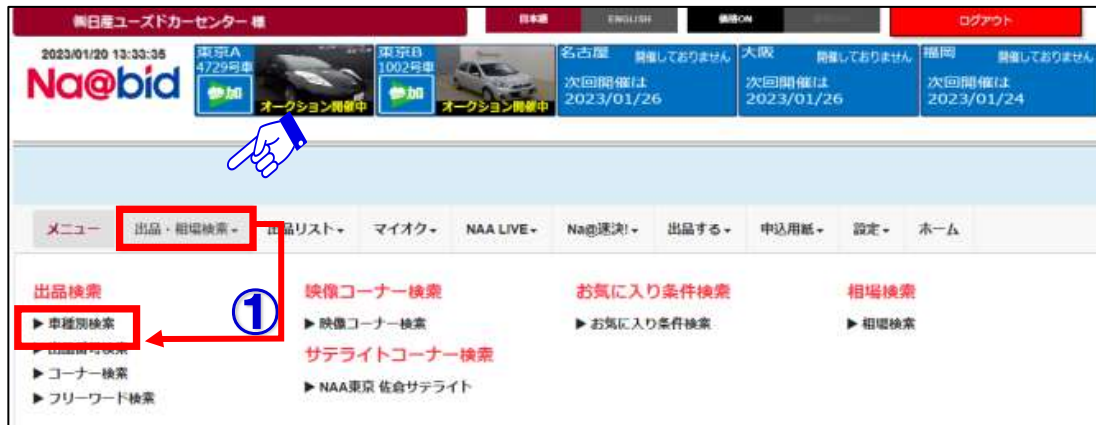 ㈱日産ユーズドカーセンター 様
日本語 ENGLISH 価格ON ログアウト
2023/01/20 13:33:35
Na@bid
東京A
4729号車
参加
オークション開催中
東京B
1002号車
参加
オークション開催中
名古屋 開催しておりません
次回開催は
2023/01/26
大阪 開催しておりません
次回開催は
2023/01/26
福岡 開催しておりません
次回開催は
2023/01/24
メニュー 出品・相場検索 出品リスト マイオク NAA LIVE Na@速決! 出品する 申込用紙 設定 ホーム
出品検索
▶ 車種別検索
▶ 出品番号検索
▶ コーナー検索
▶ フリーワード検索
①
映像コーナー検索
▶ 映像コーナー検索
サテライトコーナー検索
▶ NAA東京 佐倉サテライト
お気に入り条件検索
▶ お気に入り条件検索
相場検索
▶ 相場検索